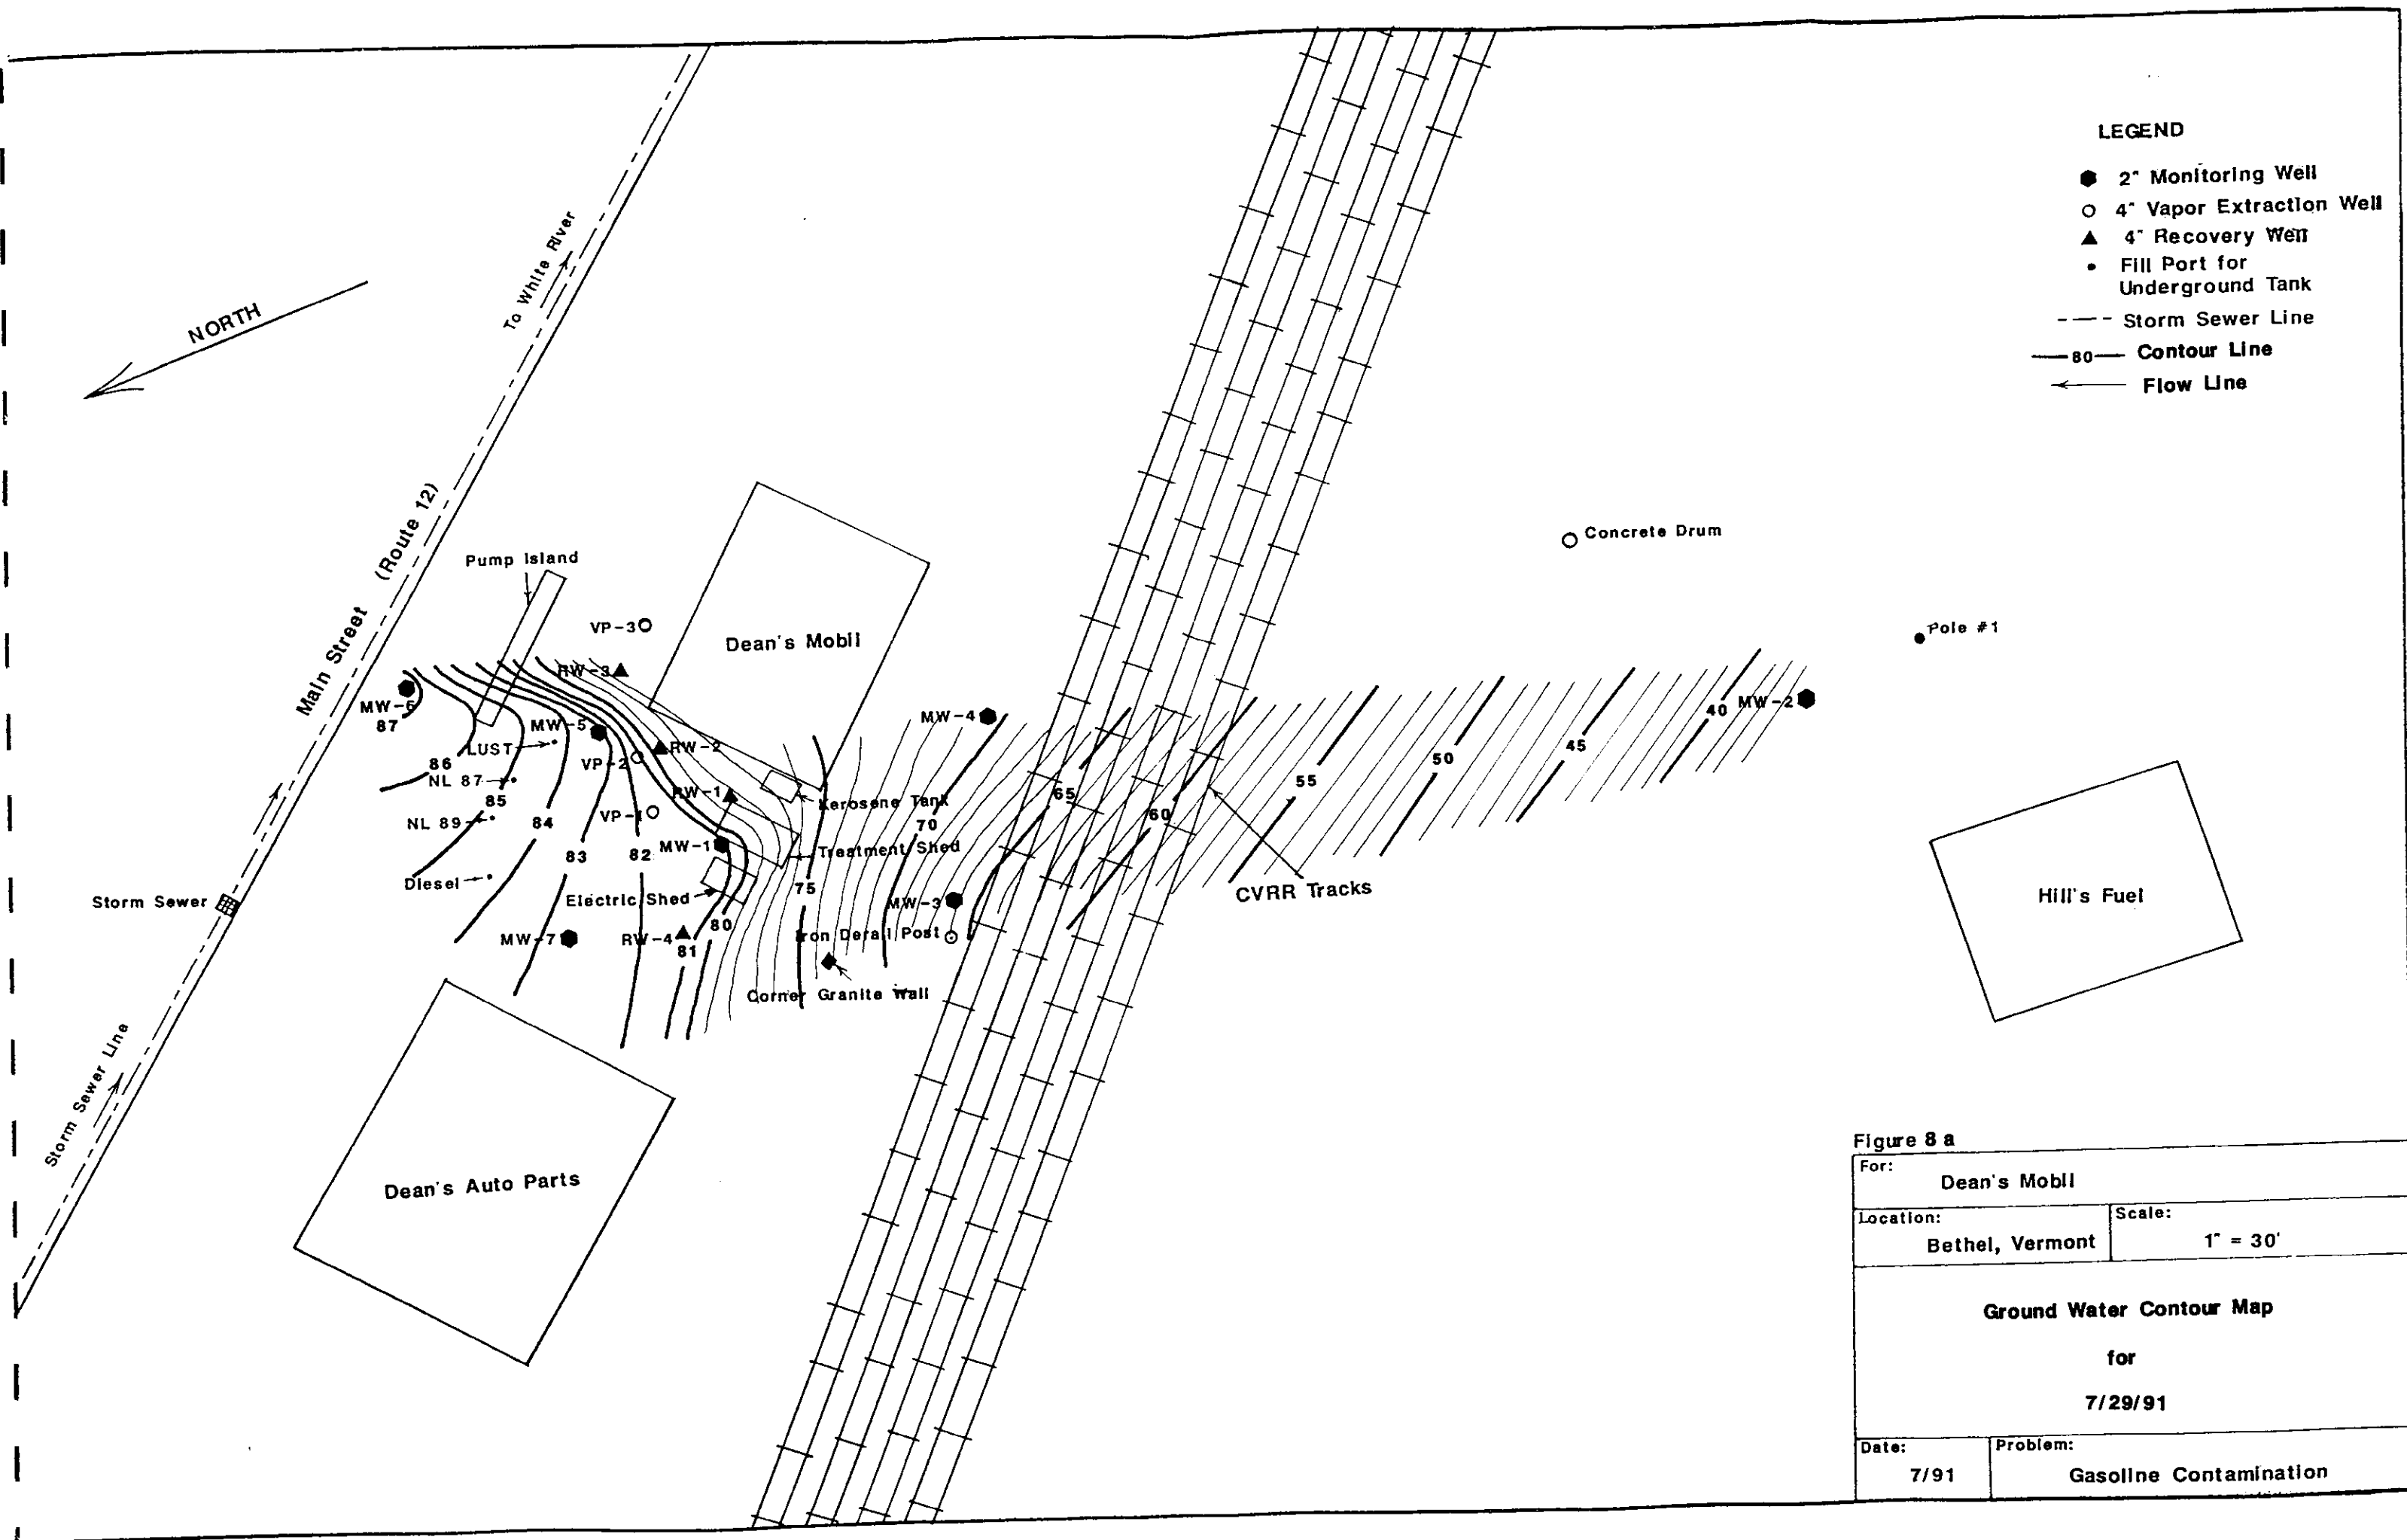 LEGEND
2" Monitoring Well
4" Vapor Extraction Well
4" Recovery Well
Fill Port for
Underground Tank
Storm Sewer Line
80 Contour Line
Flow Line
NORTH
To White River
Main Street (Route 12)
Storm Sewer
Storm Sewer Line
Pump Island
VP-3
RW-3
Dean's Mobil
MW-6
87
MW-5
LUST
86
NL 87
85
NL 89
84
83
82
Diesel
VP-2
RW-2
RW-1
VP-1
MW-1
Kerosene Tank
Treatment Shed
Electric Shed
MW-7
RW-4
81
80
75
70
MW-4
MW-3
Iron Derail Post
Corner Granite Wall
65
60
55
50
45
40
MW-2
CVRR Tracks
Concrete Drum
Pole #1
Hill's Fuel
Dean's Auto Parts
Figure 8 a
For:
Dean's Mobil
Location:
Bethel, Vermont
Scale:
1" = 30'
Ground Water Contour Map
for
7/29/91
Date:
7/91
Problem:
Gasoline Contamination